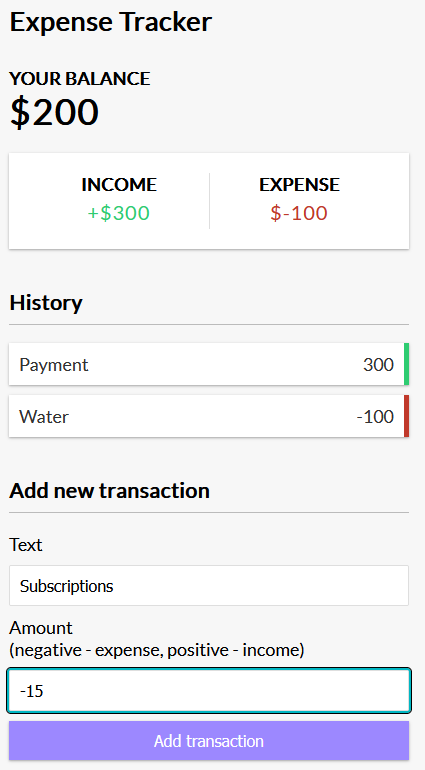 Expense Tracker
YOUR BALANCE
$200
INCOME EXPENSE
+$300 $-100
History
Payment 300
Water -100
Add new transaction
Text
Subscriptions
Amount
(negative - expense, positive - income)
-15
Add transaction